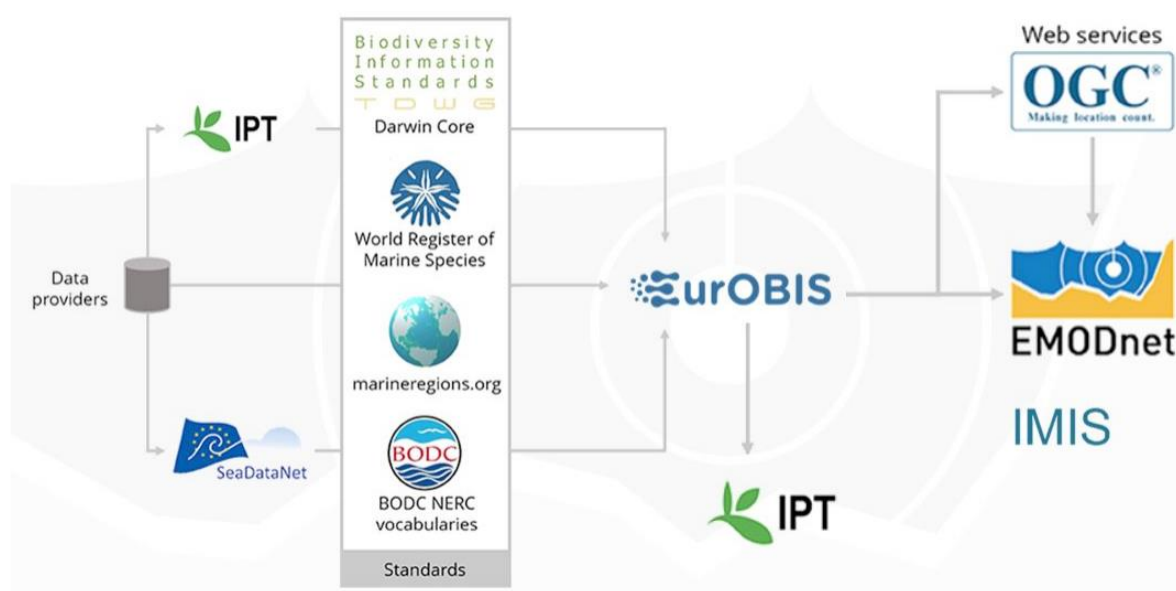 Data
providers
IPT
SeaDataNet
Biodiversity
Information
Standards
T D W G
Darwin Core
World Register of
Marine Species
marineregions.org
BODC
BODC NERC
vocabularies
Standards
EurOBIS
IPT
Web services
OGC®
Making location count.
EMODnet
IMIS